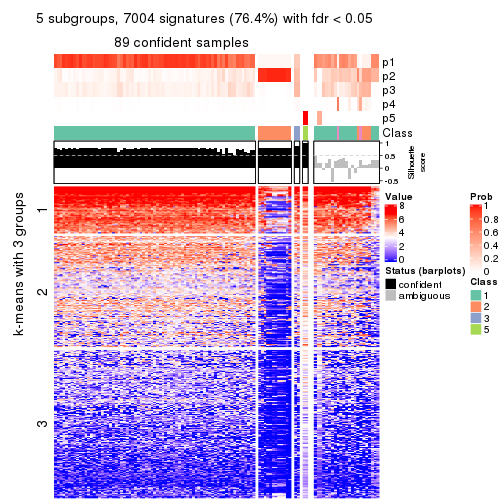 5 subgroups, 7004 signatures (76.4%) with fdr < 0.05
89 confident samples
p1
p2
p3
p4
p5
Class
1
0.5
0
-0.5
Silhouette
score
k-means with 3 groups
1
2
3
Value
8
6
4
2
0
Status (barplots)
confident
ambiguous
Prob
1
0.8
0.6
0.4
0.2
0
Class
1
2
3
5